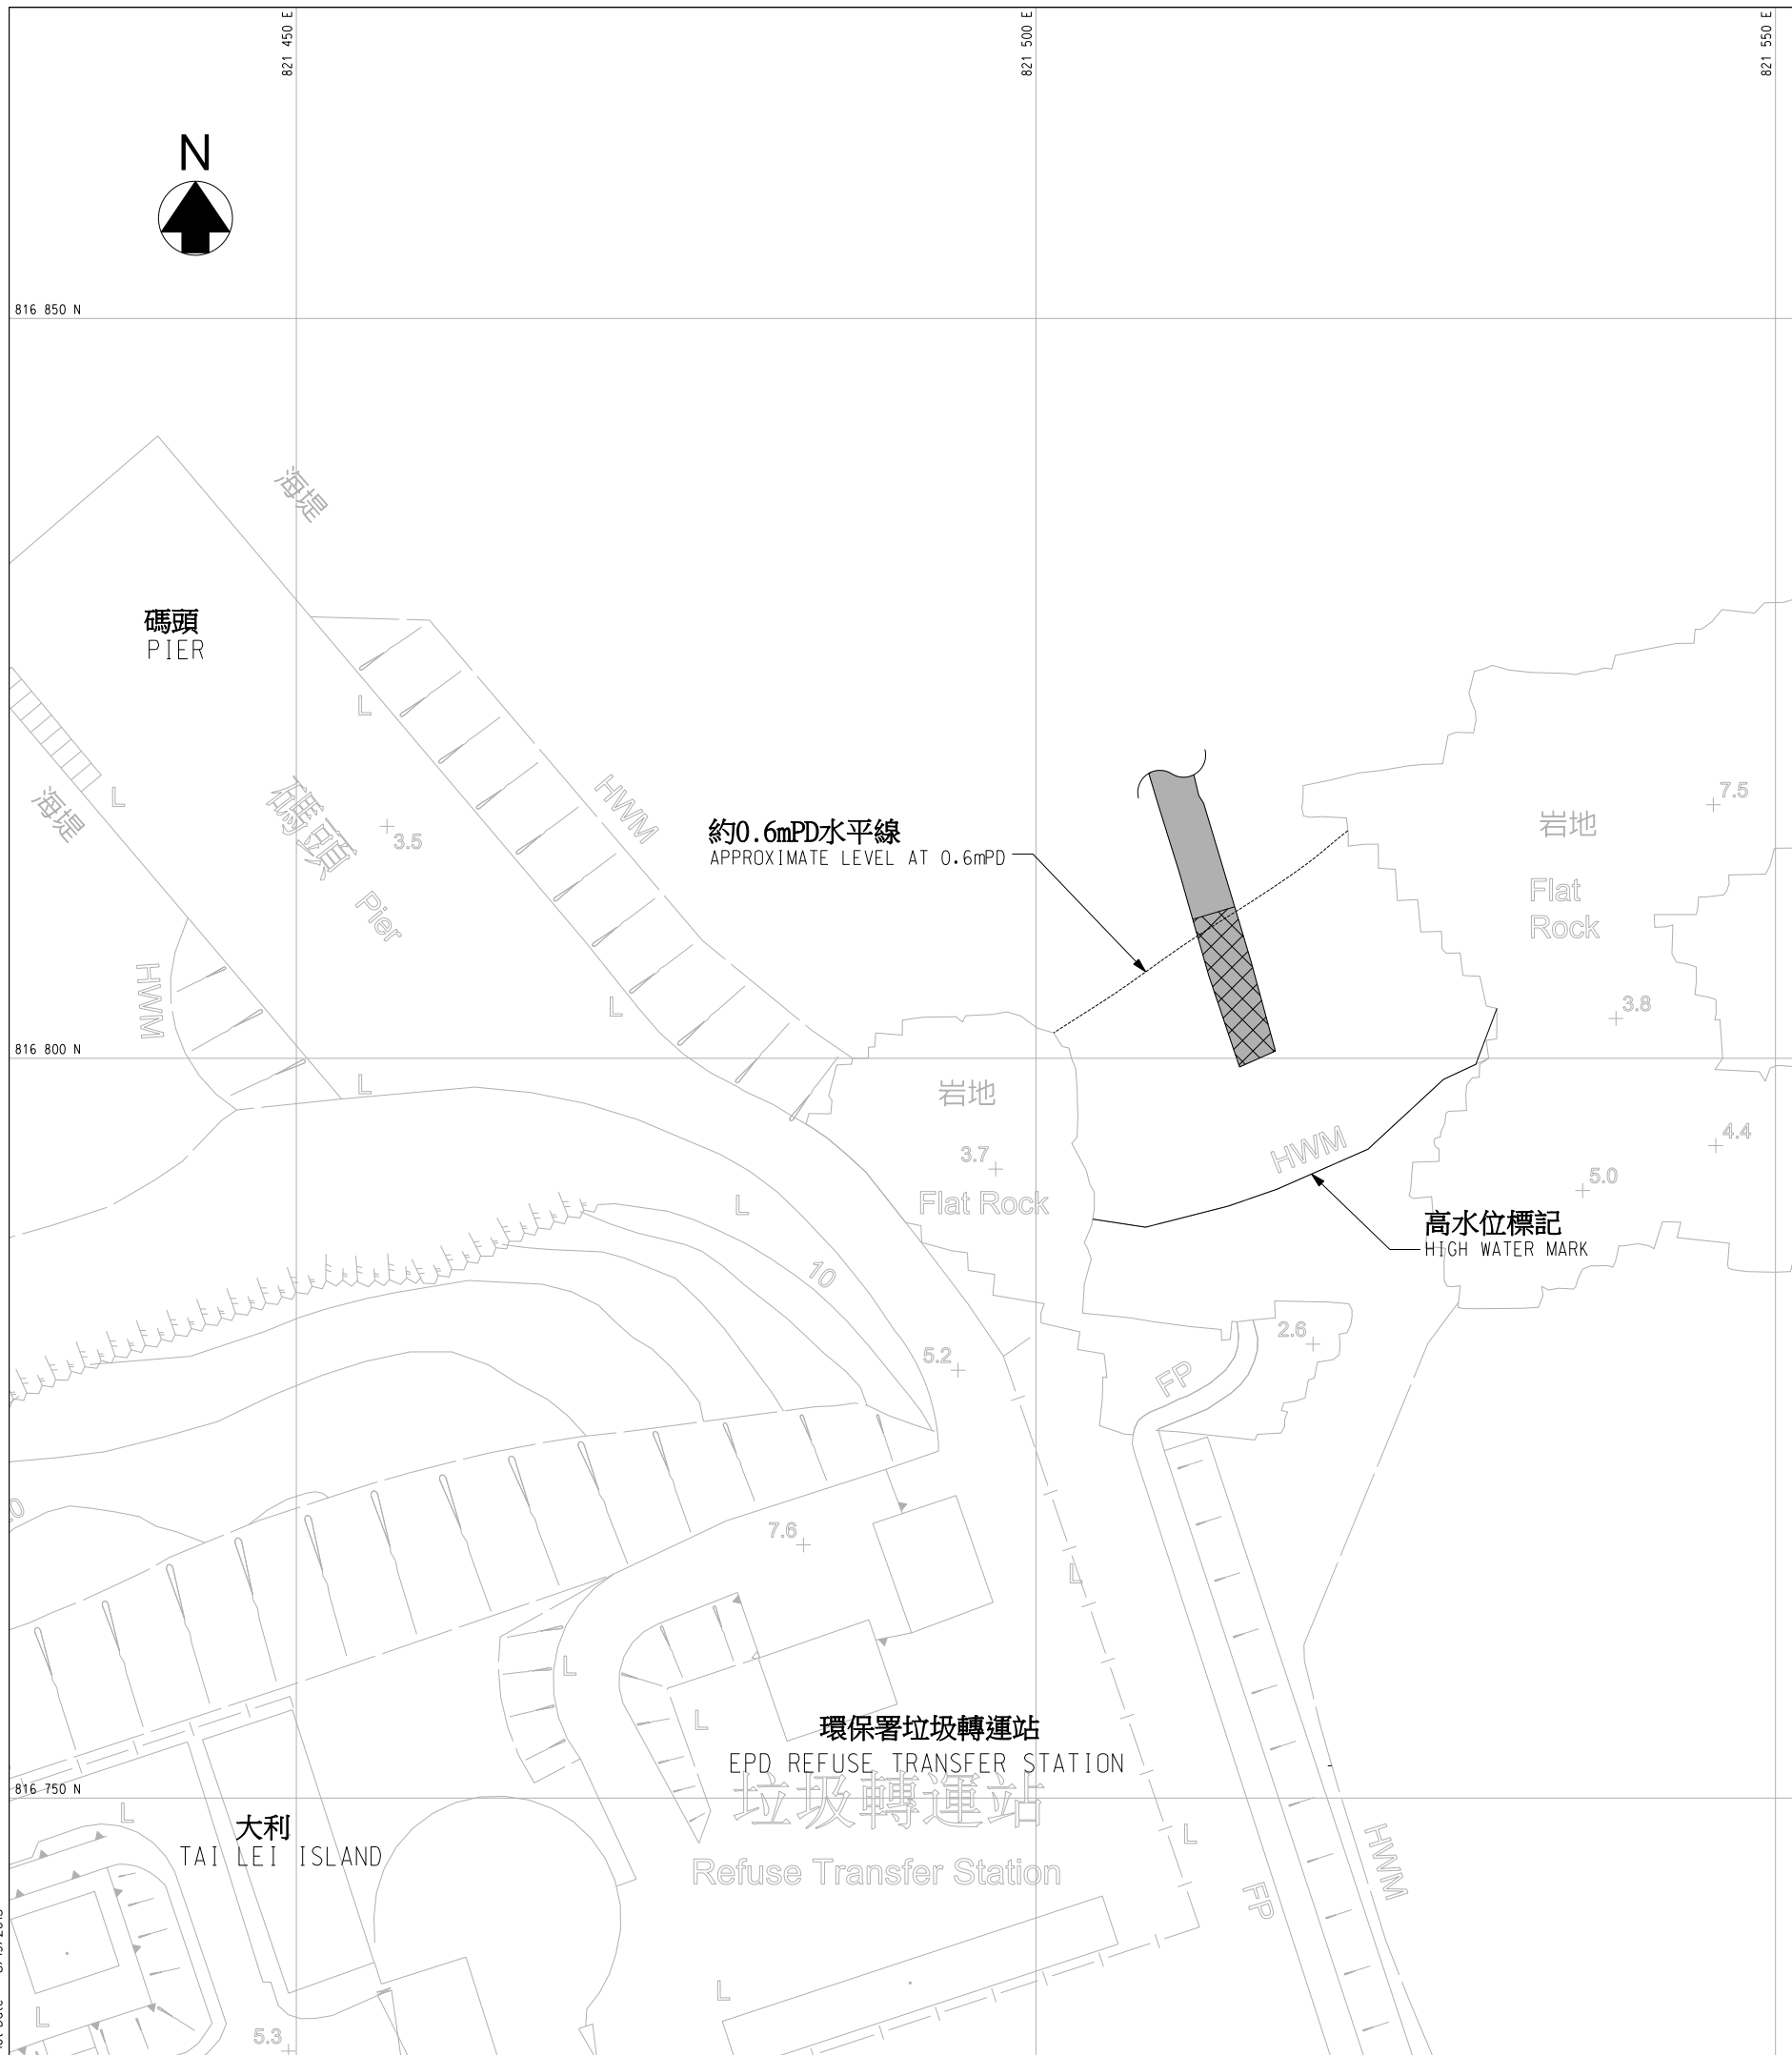 821 450 E
821 500 E
821 550 E
N
816 850 N
海堤
碼頭
PIER
L
HWM
7.5
岩地
海堤
L
碼頭
3.5
約0.6mPD水平線
APPROXIMATE LEVEL AT 0.6mPD
Flat
Rock
Pier
HWM
L
3.8
816 800 N
L
岩地
3.7
HWM
4.4
5.0
Flat Rock
L
高水位標記
HIGH WATER MARK
10
2.6
5.2
FP
7.6
L
L
L
環保署垃圾轉運站
EPD REFUSE TRANSFER STATION
816 750 N
垃圾轉運站
L
大利
TAI LEI ISLAND
L
HWM
Refuse Transfer Station
FP
L
L
5.3